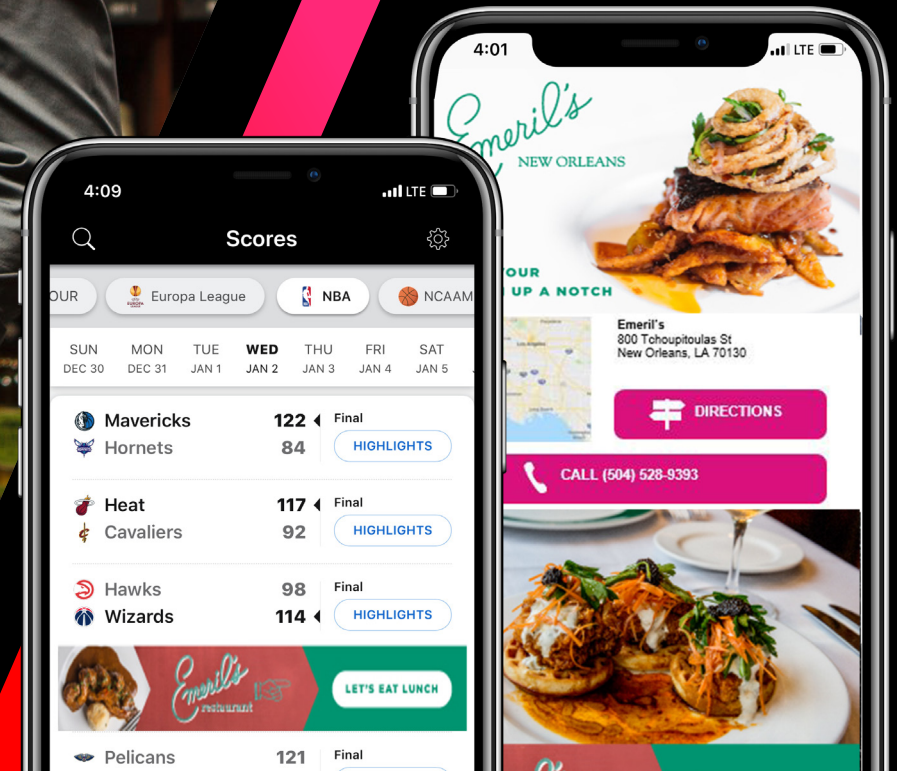 4:09
LTE
Scores
OUR
Europa League
NBA
NCAAM
SUN MON TUE WED THU FRI SAT
DEC 30 DEC 31 JAN 1 JAN 2 JAN 3 JAN 4 JAN 5
Mavericks 122 Final
Hornets 84 HIGHLIGHTS
Heat 117 Final
Cavaliers 92 HIGHLIGHTS
Hawks 98 Final
Wizards 114 HIGHLIGHTS
Emeril's
restaurant
LET'S EAT LUNCH
Pelicans 121 Final
4:01
LTE
Emeril's
NEW ORLEANS
OUR
UP A NOTCH
Emeril's
800 Tchoupitoulas St
New Orleans, LA 70130
DIRECTIONS
CALL (504) 528-9393